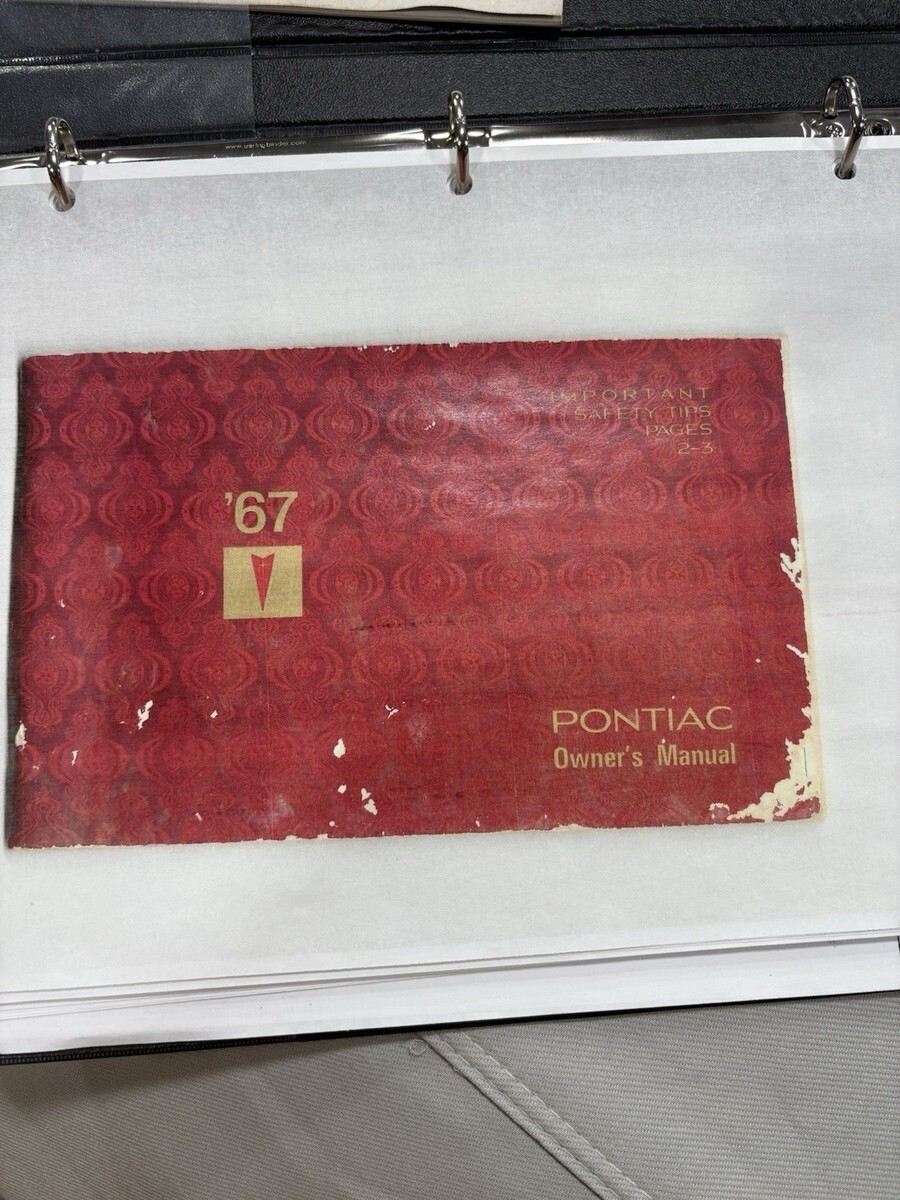 IMPORTANT
SAFETY TIPS
PAGES
2-3
'67
PONTIAC
Owner's Manual